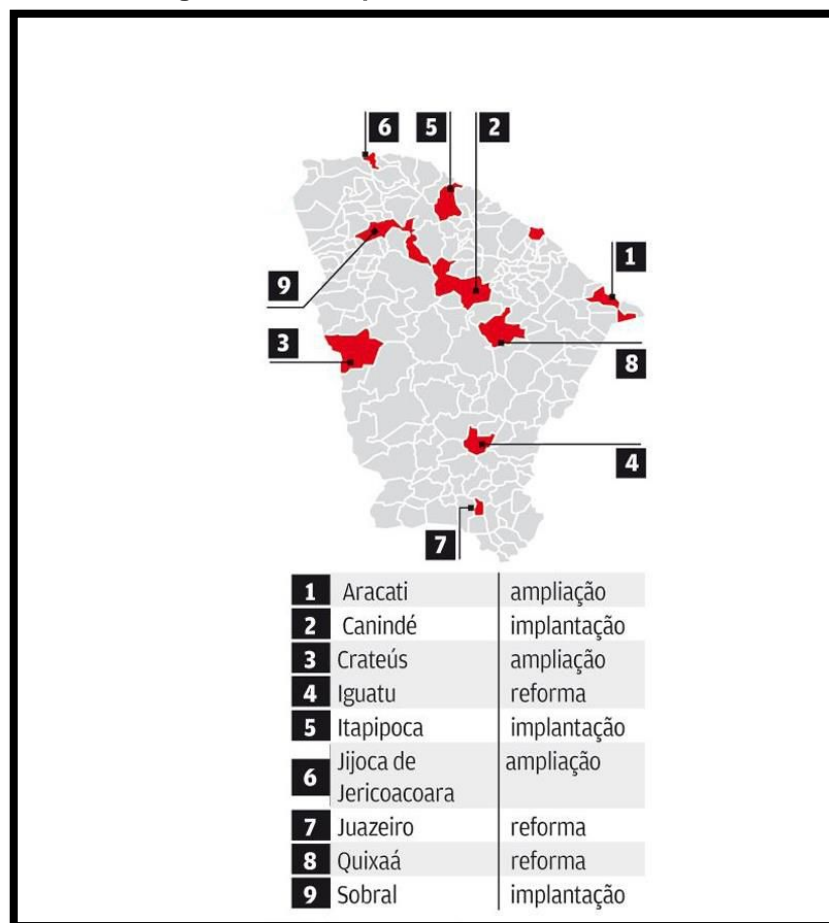 6 5 2
1
9
3
8
4
7
1 Aracati ampliação
2 Canindé implantação
3 Crateús ampliação
4 Iguatu reforma
5 Itapipoca implantação
6 Jijoca de ampliação
Jericoacoara
7 Juazeiro reforma
8 Quixaá reforma
9 Sobral implantação